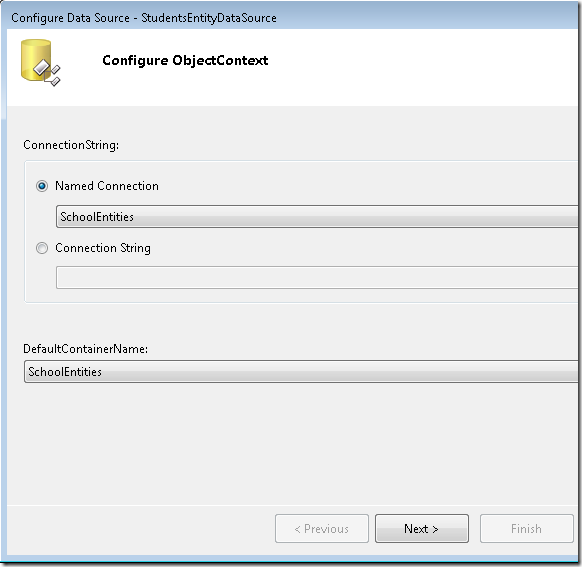 Configure Data Source - StudentsEntityDataSource
Configure ObjectContext
ConnectionString:
Named Connection
SchoolEntities
Connection String
DefaultContainerName:
SchoolEntities
< Previous
Next >
Finish